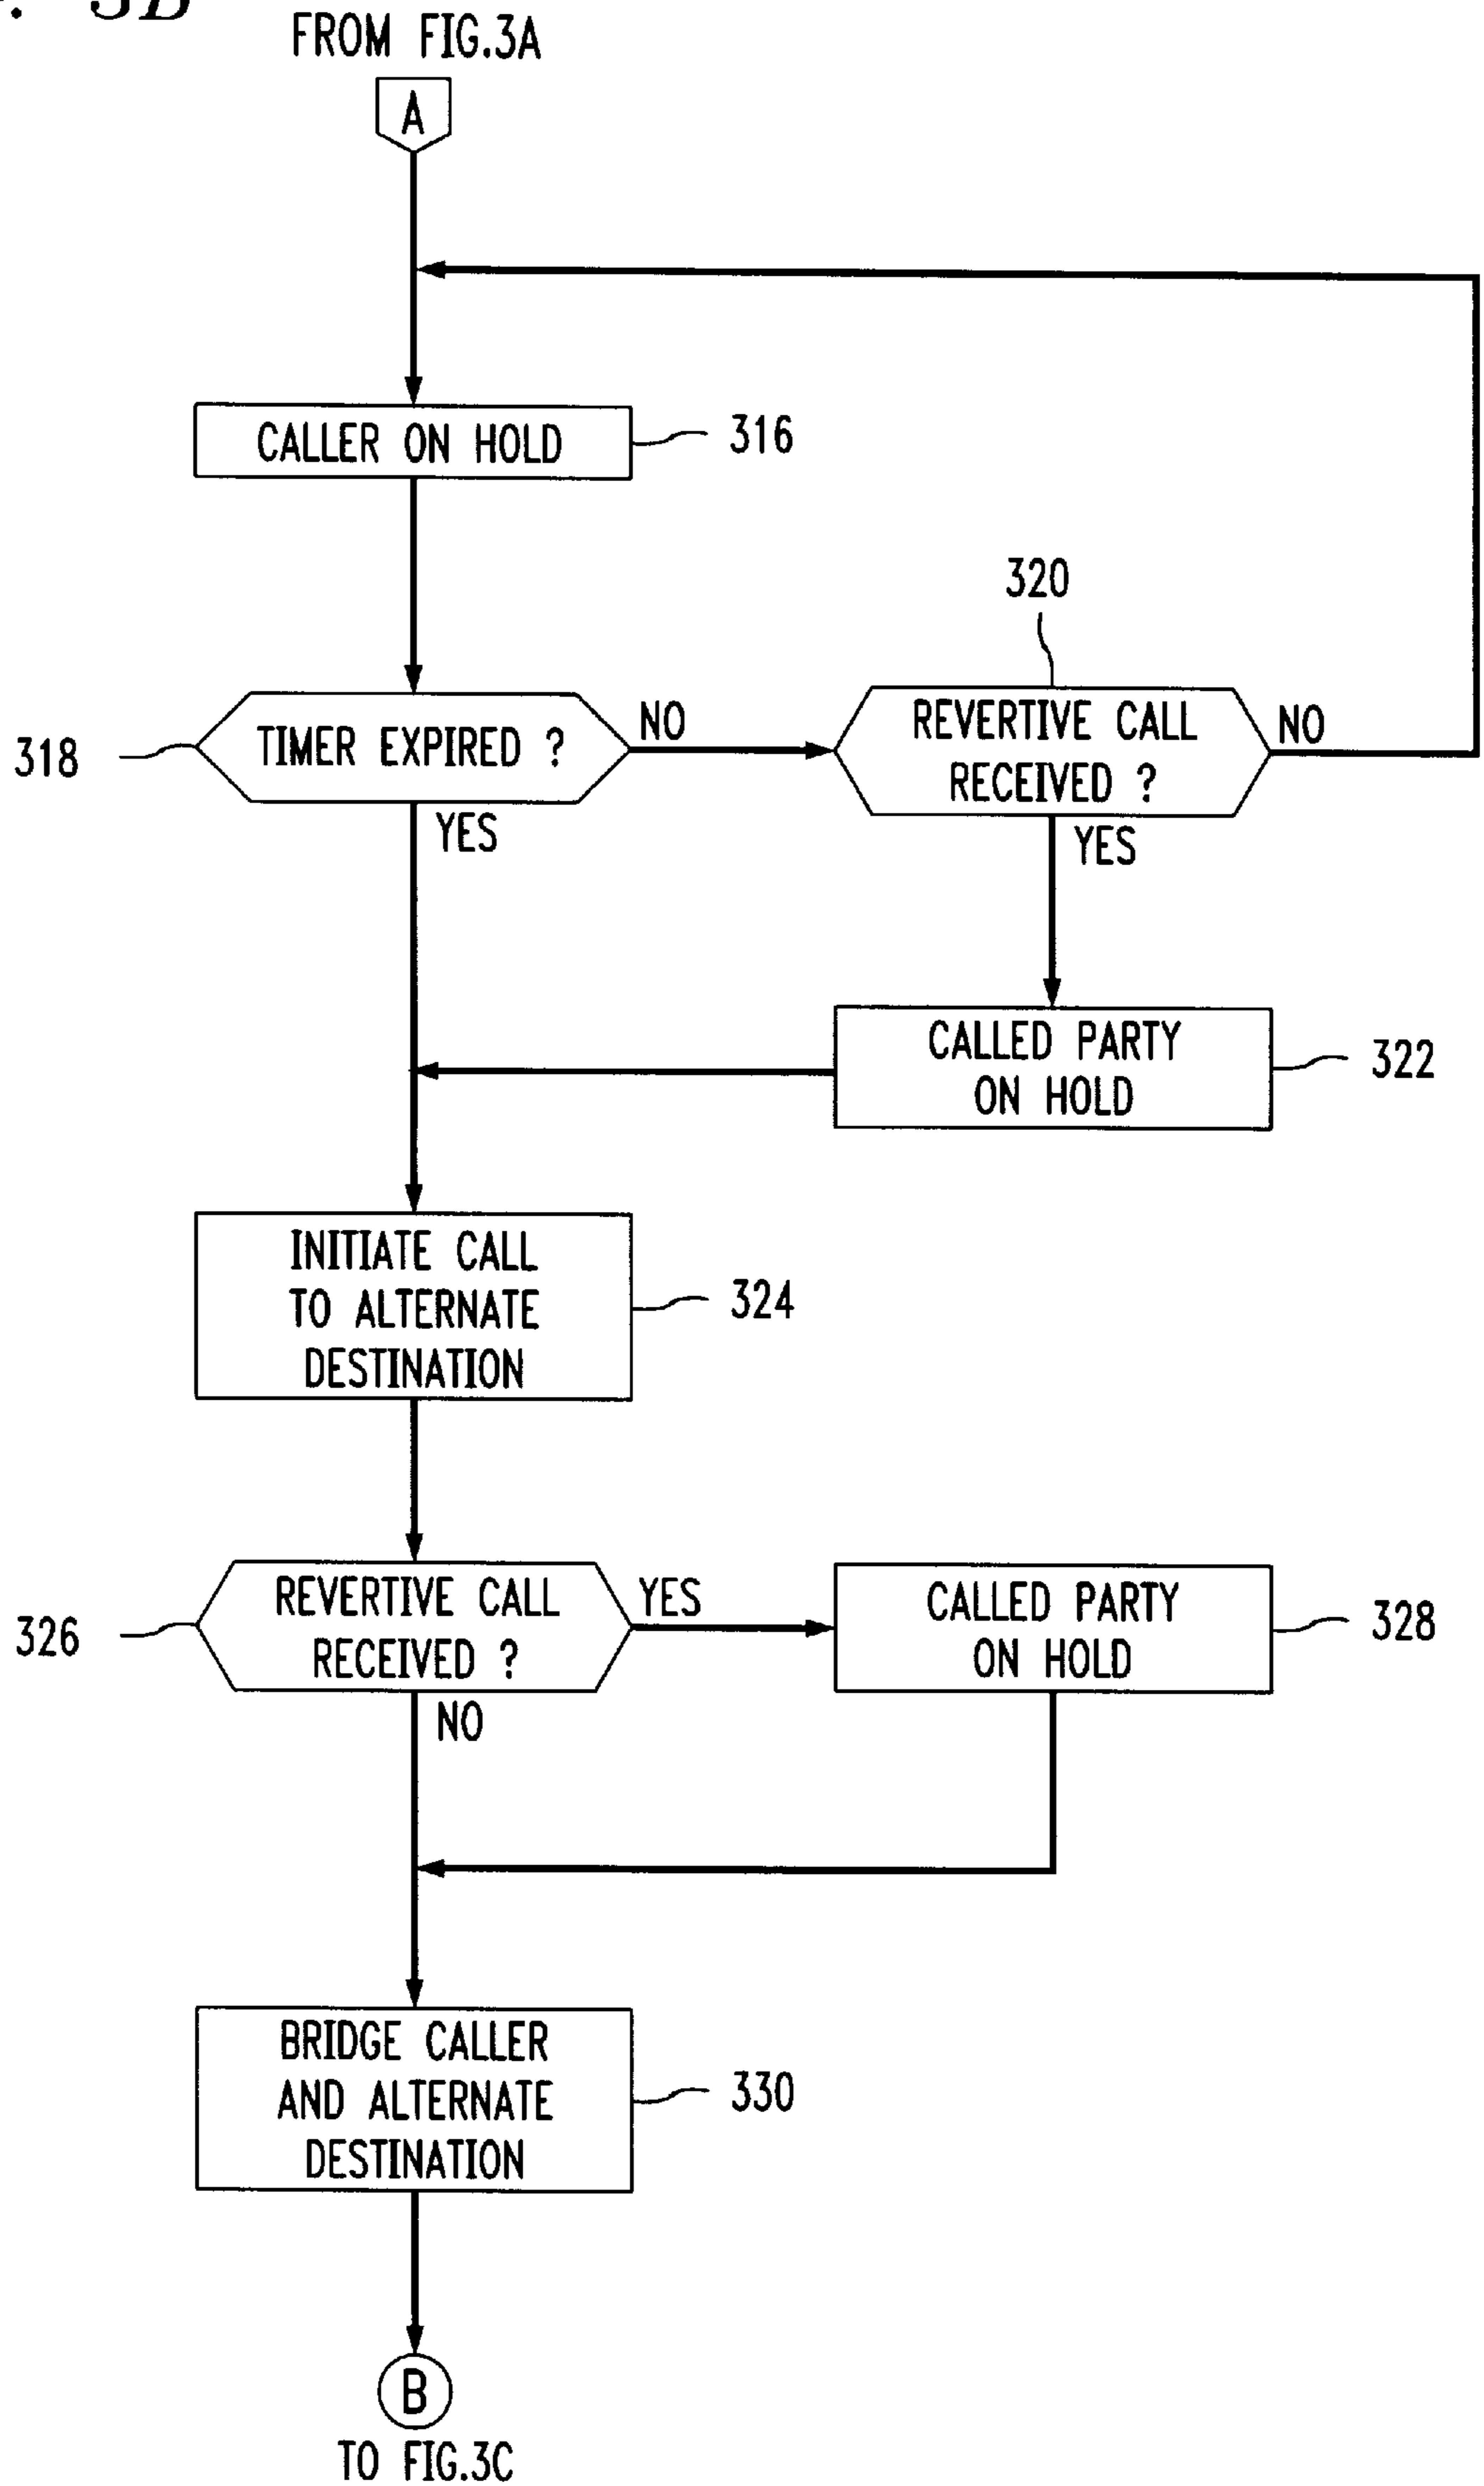 3B
FROM FIG.3A
A
CALLER ON HOLD
316
320
318
TIMER EXPIRED ?
NO
REVERTIVE CALL
RECEIVED ?
NO
YES
YES
CALLED PARTY
ON HOLD
322
INITIATE CALL
TO ALTERNATE
DESTINATION
324
326
REVERTIVE CALL
RECEIVED ?
YES
CALLED PARTY
ON HOLD
328
NO
BRIDGE CALLER
AND ALTERNATE
DESTINATION
330
B
TO FIG.3C